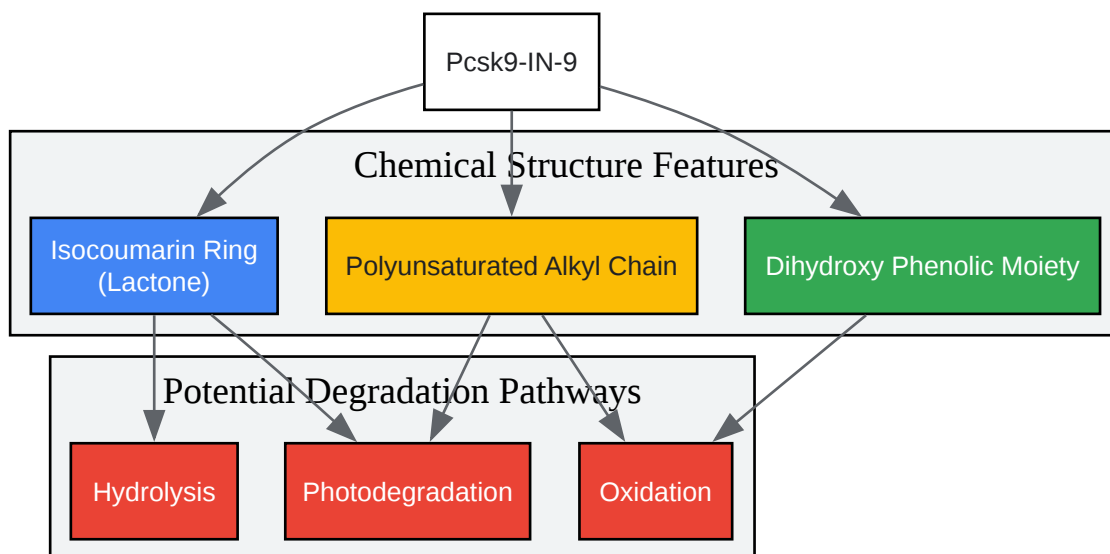 Pcsk9-IN-9
Chemical Structure Features
Isocoumarin Ring
(Lactone)
Polyunsaturated Alkyl Chain
Dihydroxy Phenolic Moiety
Potential Degradation Pathways
Hydrolysis
Photodegradation
Oxidation